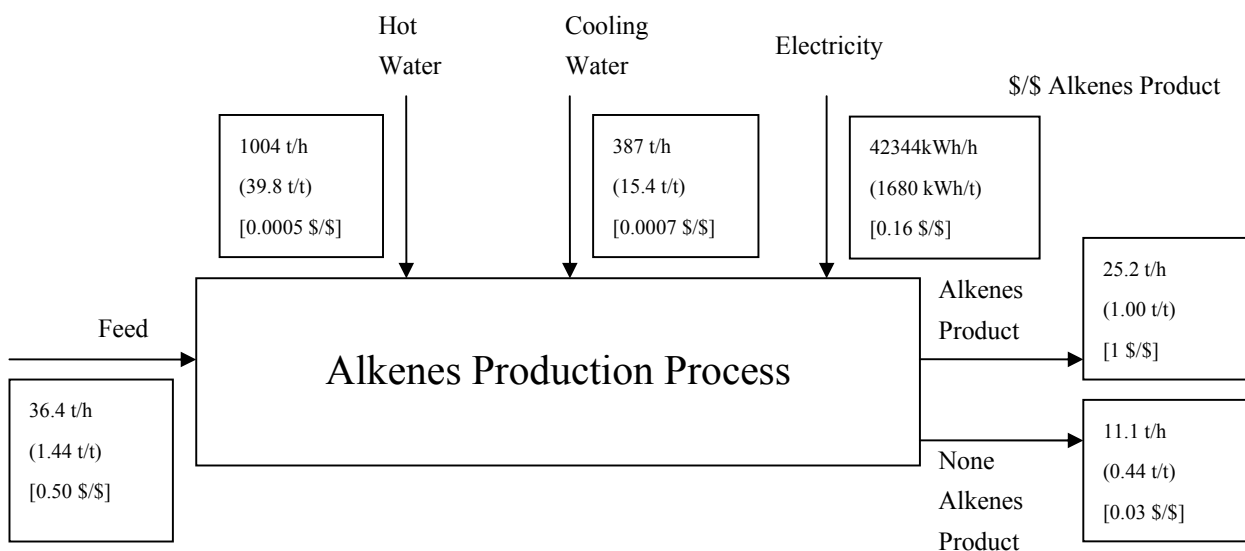 Hot
Water
Cooling
Water
Electricity
$/$ Alkenes Product
1004 t/h
(39.8 t/t)
[0.0005 $/$]
387 t/h
(15.4 t/t)
[0.0007 $/$]
42344kWh/h
(1680 kWh/t)
[0.16 $/$]
Feed
36.4 t/h
(1.44 t/t)
[0.50 $/$]
Alkenes Production Process
Alkenes
Product
25.2 t/h
(1.00 t/t)
[1 $/$]
None
Alkenes
Product
11.1 t/h
(0.44 t/t)
[0.03 $/$]